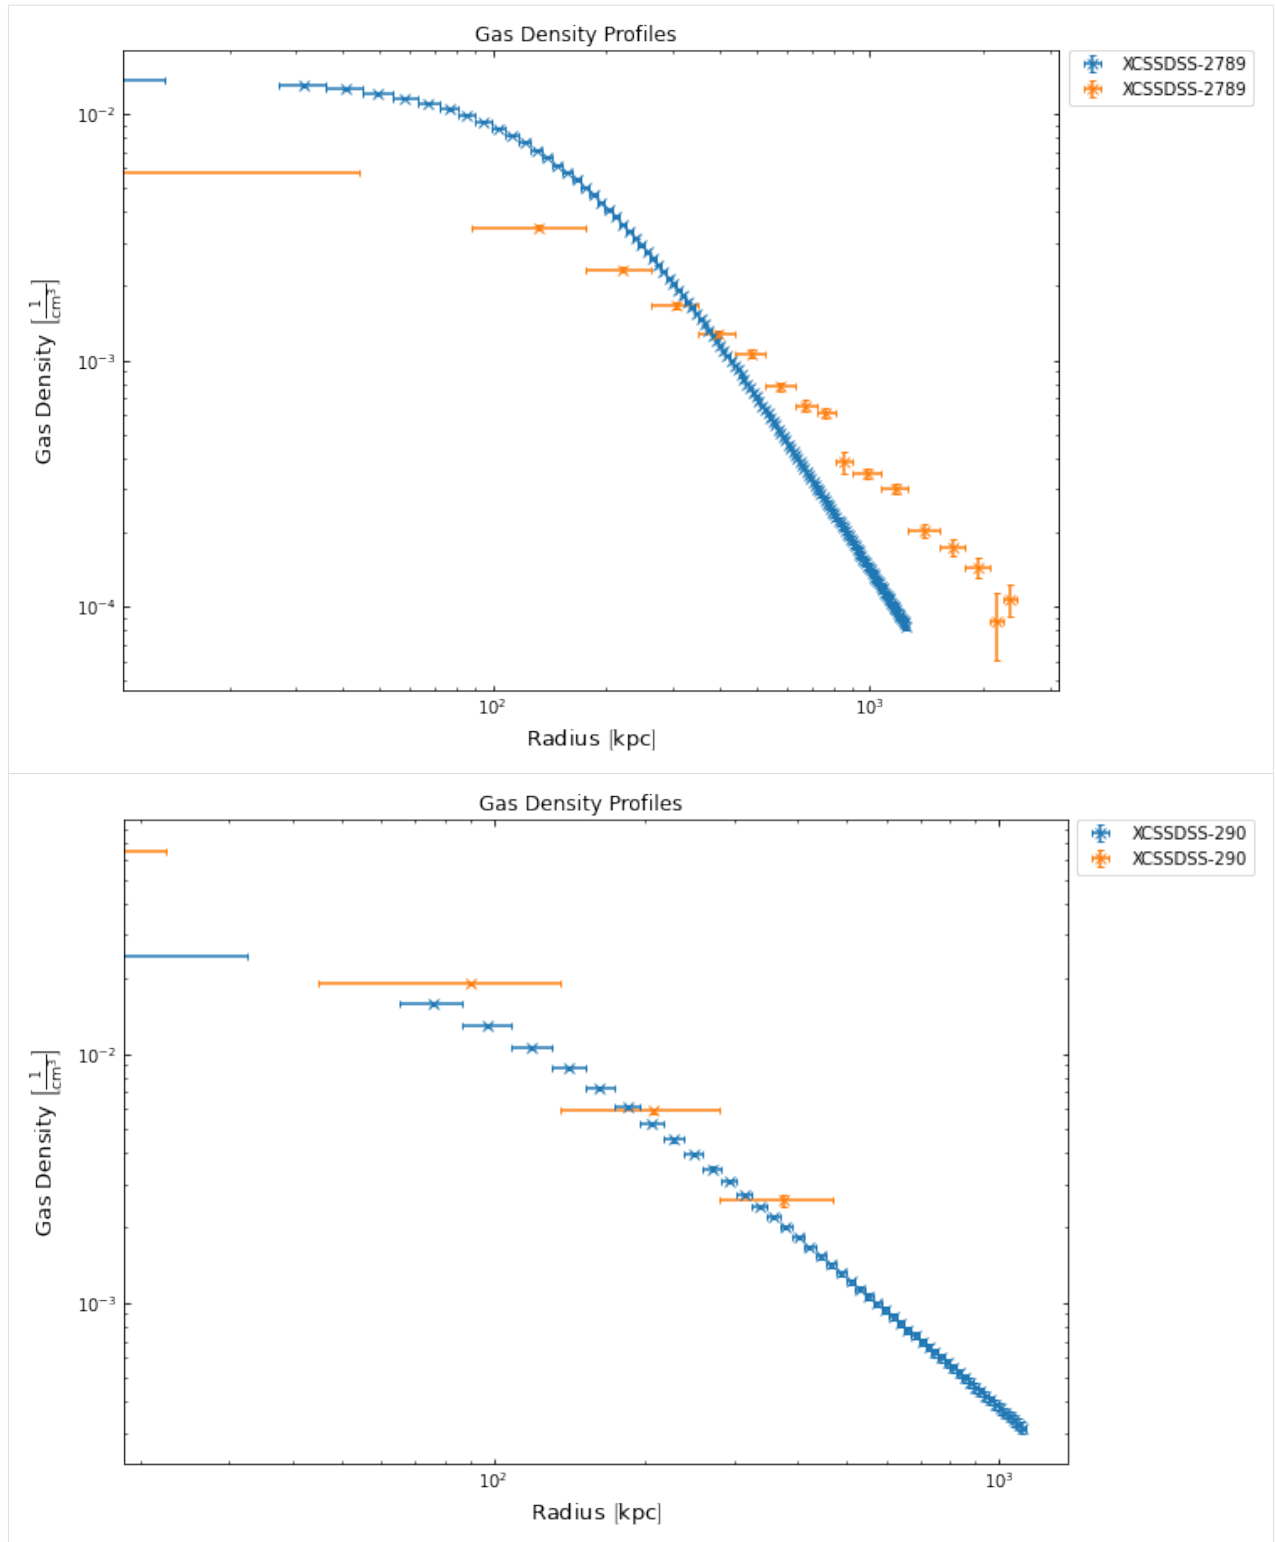 Gas Density Profiles
XCSSDSS-2789
XCSSDSS-2789
10⁻²
10⁻³
10⁻⁴
Gas Density [1/cm³]
10² 10³
Radius [kpc]
Gas Density Profiles
XCSSDSS-290
XCSSDSS-290
10⁻²
10⁻³
Gas Density [1/cm³]
10² 10³
Radius [kpc]